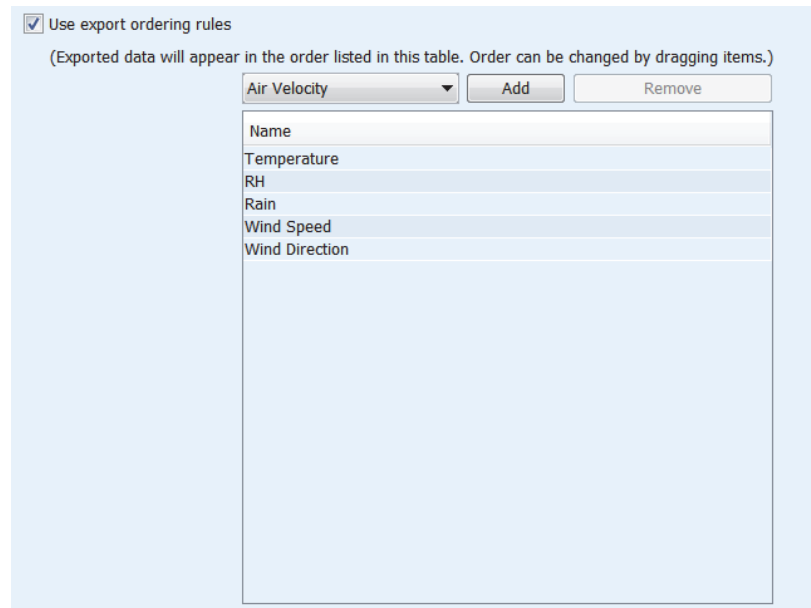 Use export ordering rules
(Exported data will appear in the order listed in this table. Order can be changed by dragging items.)
Air Velocity Add Remove
Name
Temperature
RH
Rain
Wind Speed
Wind Direction